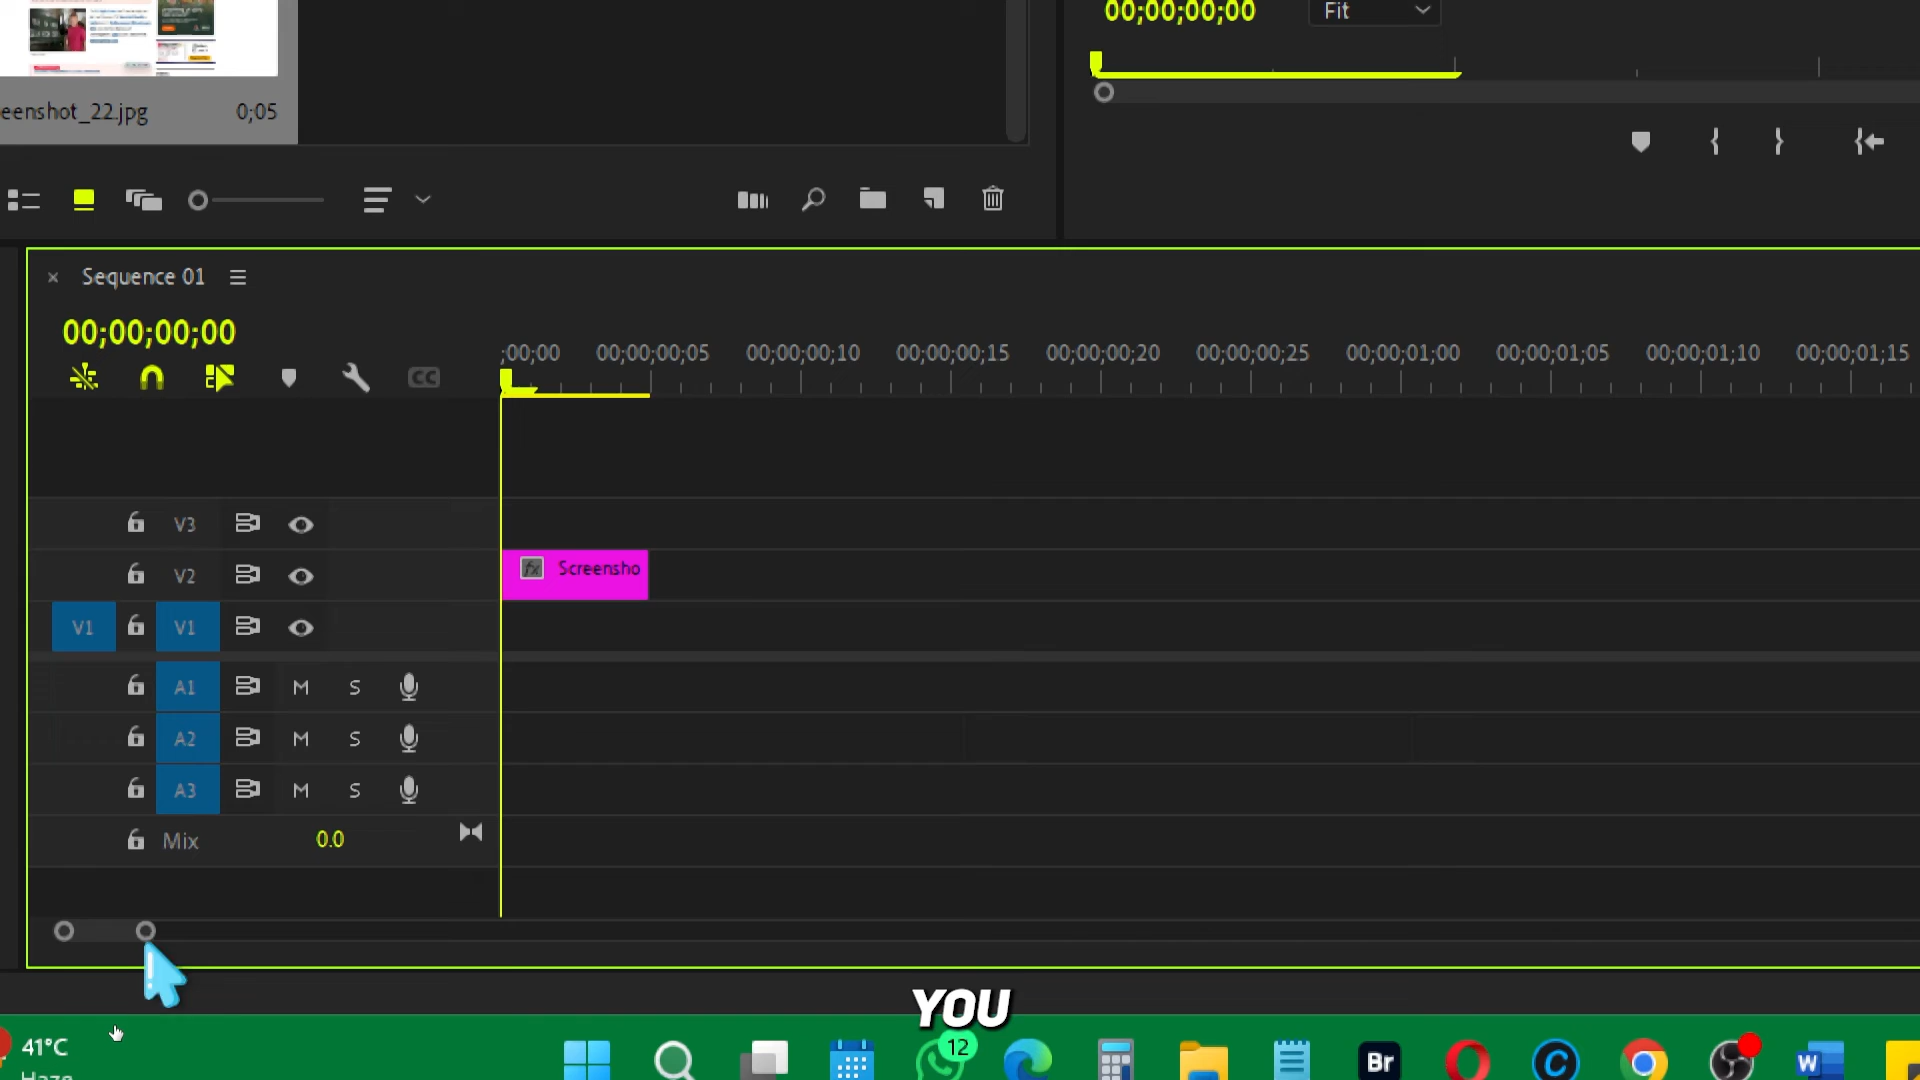 00;00;00;00
Fit
eenshot_22.jpg
0;05
Sequence 01
00;00;00;00
;00;00
00;00;00;05
00;00;00;10
00;00;00;15
00;00;00;20
00;00;00;25
00;00;01;00
00;00;01;05
00;00;01;10
00;00;01;15
CC
V3
V2
fx Screensho
V1
V1
A1
M
S
A2
M
S
A3
M
S
Mix
0.0
YOU
41°C
Haze
12
Br
C
W